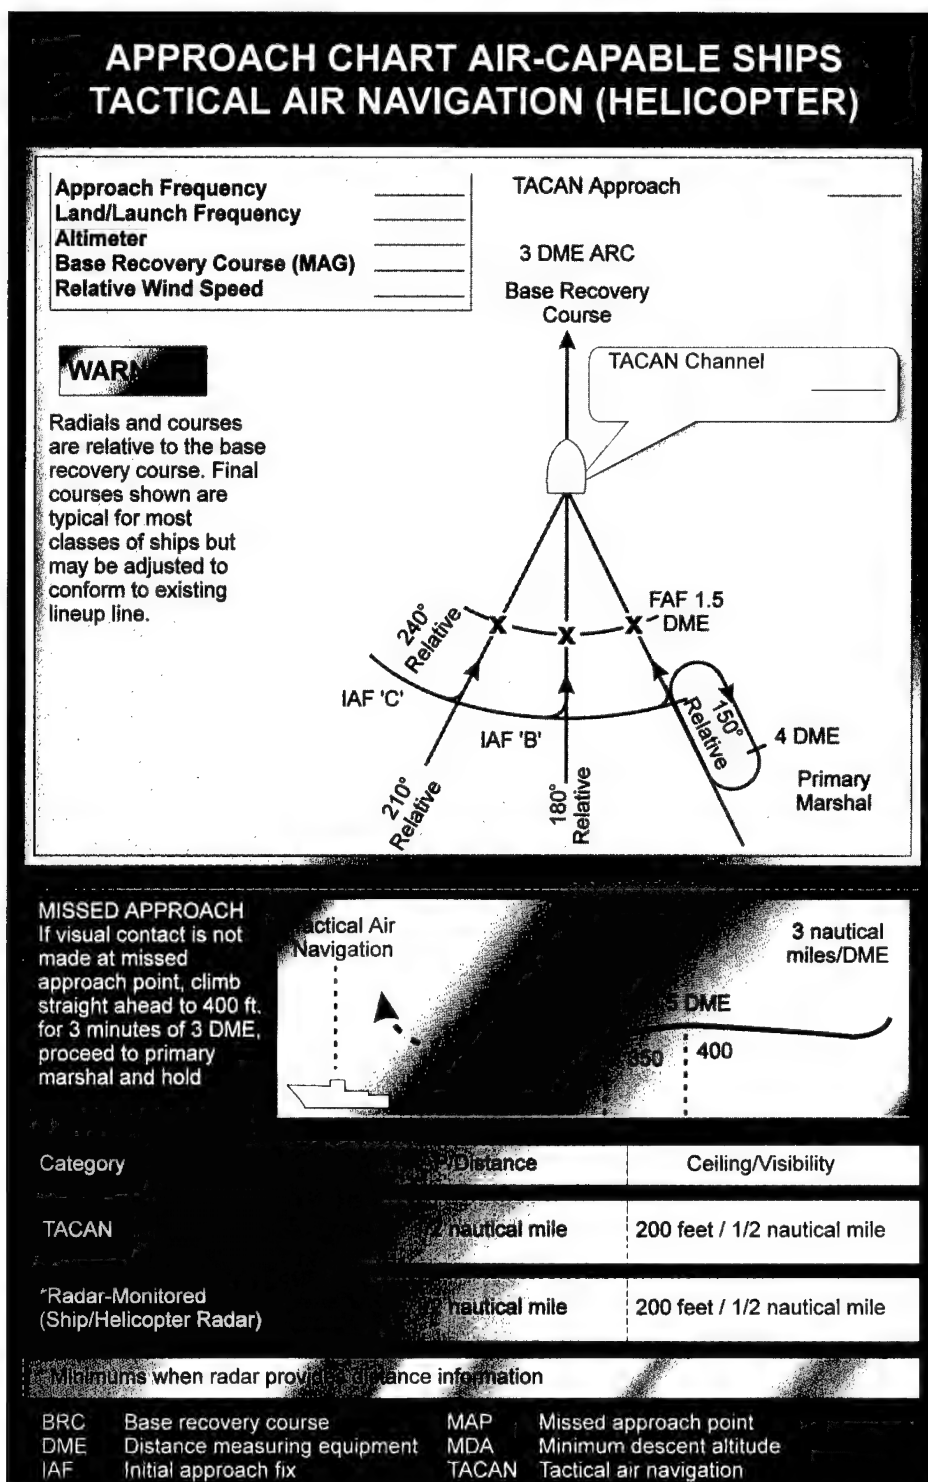 APPROACH CHART AIR-CAPABLE SHIPS
TACTICAL AIR NAVIGATION (HELICOPTER)
Approach Frequency
Land/Launch Frequency
Altimeter
Base Recovery Course (MAG)
Relative Wind Speed
TACAN Approach
3 DME ARC
Base Recovery
Course
TACAN Channel
Radials and courses
are relative to the base
recovery course. Final
courses shown are
typical for most
classes of ships but
may be adjusted to
conform to existing
lineup line.
FAF 1.5
DME
240°
Relative
IAF 'C'
IAF 'B'
150°
Relative
4 DME
Primary
Marshal
210°
Relative
180°
Relative
MISSED APPROACH
If visual contact is not
made at missed
approach point, climb
straight ahead to 400 ft.
for 3 minutes of 3 DME,
proceed to primary
marshal and hold
Air
Navigation
3 nautical
miles/DME
DME
400
Category
Distance
Ceiling/Visibility
TACAN
nautical mile
200 feet / 1/2 nautical mile
*Radar-Monitored
(Ship/Helicopter Radar)
nautical mile
200 feet / 1/2 nautical mile
Minimums when radar provides distance information
BRC Base recovery course
MAP Missed approach point
DME Distance measuring equipment
MDA Minimum descent altitude
IAF Initial approach fix
TACAN Tactical air navigation